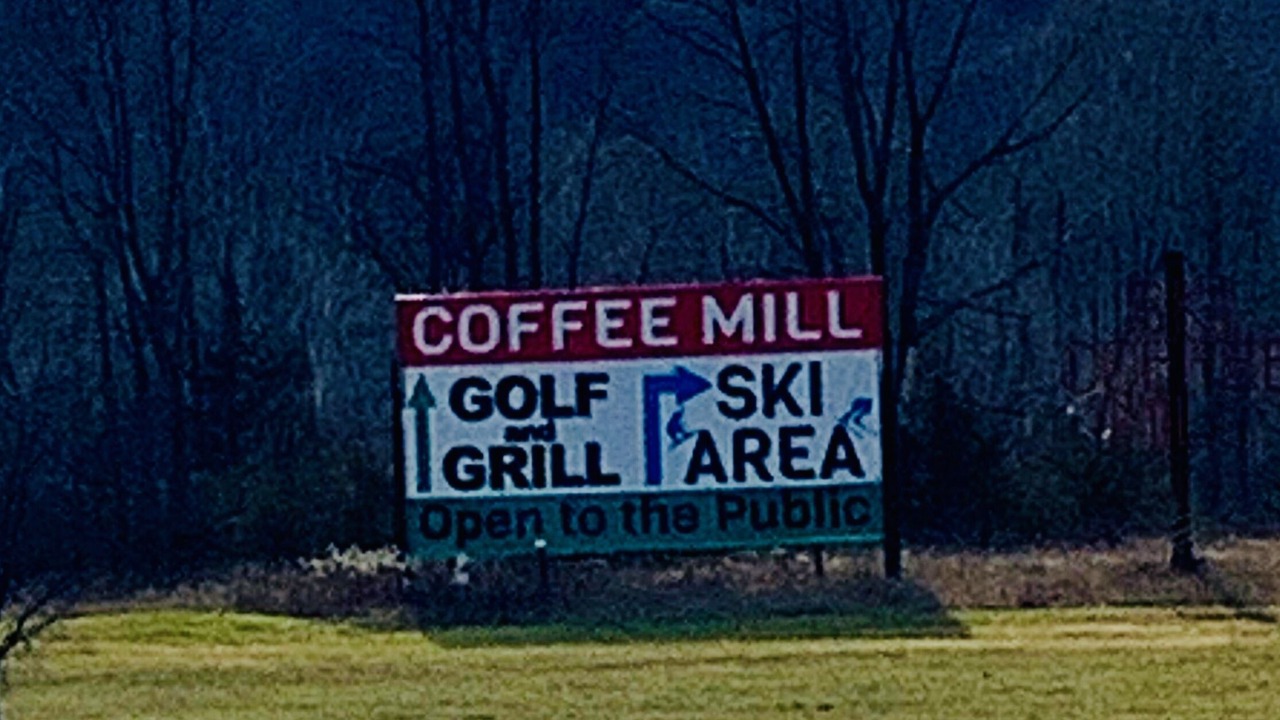 COFFEE MILL
GOLF
and
GRILL
SKI
AREA
Open to the Public